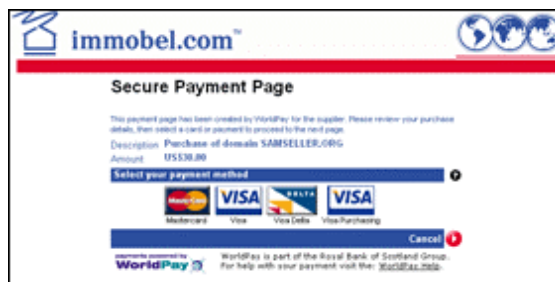 immobel.com™
Secure Payment Page
This payment page has been created by WorldPay for the supplier. Please review your purchase
details, then select a card or payment to proceed to the next page.
Description Purchase of domain SAMSELLER.ORG
Amount US$30.00
Select your payment method ?
MasterCard VISA DELTA VISA
Mastercard Visa Visa Delta Visa Purchasing
Cancel
payments powered by
WorldPay
WorldPay is part of the Royal Bank of Scotland Group.
For help with your payment visit the: WorldPay Help.